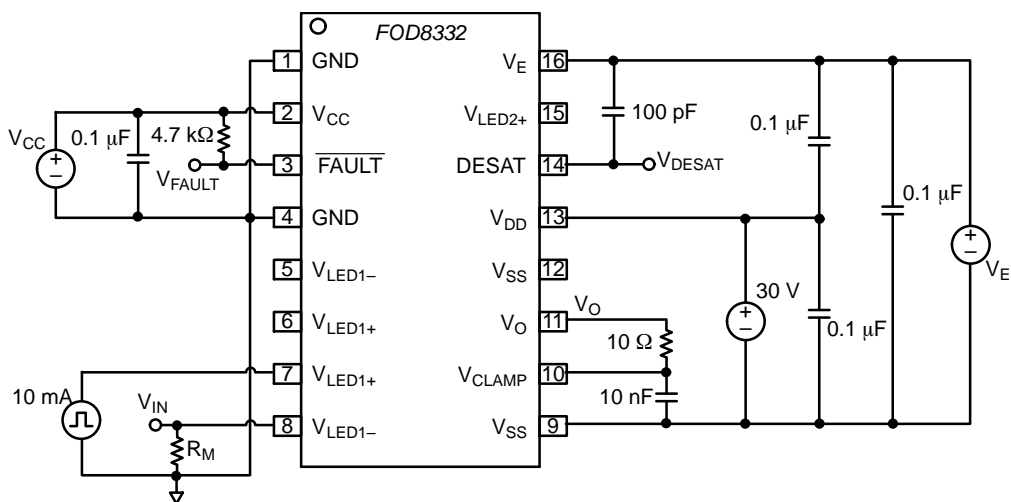 FOD8332
1 GND
VE 16
2 VCC
VLED2+ 15
3 FAULT
DESAT 14
4 GND
VDD 13
5 VLED1–
VSS 12
6 VLED1+
VO 11
7 VLED1+
VCLAMP 10
8 VLED1–
VSS 9
VCC
+
–
0.1 μF
4.7 kΩ
VFAULT
10 mA
VIN
RM
100 pF
VDESAT
0.1 μF
0.1 μF
30 V
+
–
0.1 μF
VO
10 Ω
10 nF
+
–
VE